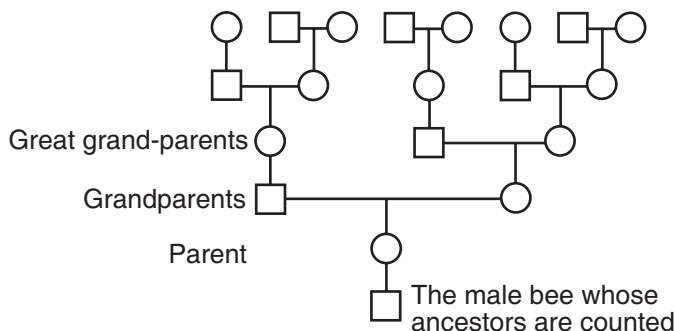 Great grand-parents
Grandparents
Parent
The male bee whose
ancestors are counted